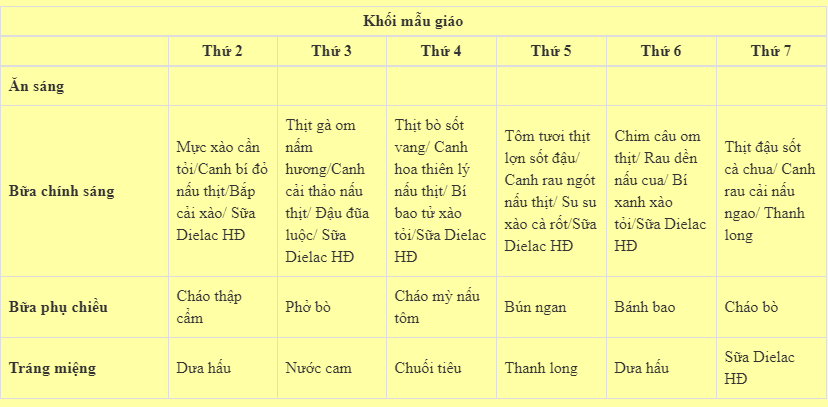 Khối mẫu giáo
Thứ 2 Thứ 3 Thứ 4 Thứ 5 Thứ 6 Thứ 7
Ăn sáng
Bữa chính sáng
Mực xào cần
tỏi/Canh bí đỏ
nấu thịt/Bắp
cải xào/ Sữa
Dielac HĐ
Thịt gà om
nấm
hương/Canh
cải thảo nấu
thịt/ Đậu đũa
luộc/ Sữa
Dielac HĐ
Thịt bò sốt
vang/ Canh
hoa thiên lý
nấu thịt/ Bí
bao tử xào
tỏi/Sữa Dielac
HĐ
Tôm tươi thịt
lợn sốt đậu/
Canh rau ngót
nấu thịt/ Su su
xào cà rốt/Sữa
Dielac HĐ
Chim câu om
thịt/ Rau dền
nấu cua/ Bí
xanh xào
tỏi/Sữa Dielac
HĐ
Thịt đậu sốt
cà chua/ Canh
rau cải nấu
ngao/ Thanh
long
Bữa phụ chiều
Cháo thập
cẩm
Phở bò
Cháo mỳ nấu
tôm
Bún ngan
Bánh bao
Cháo bò
Tráng miệng
Dưa hấu
Nước cam
Chuối tiêu
Thanh long
Dưa hấu
Sữa Dielac
HĐ